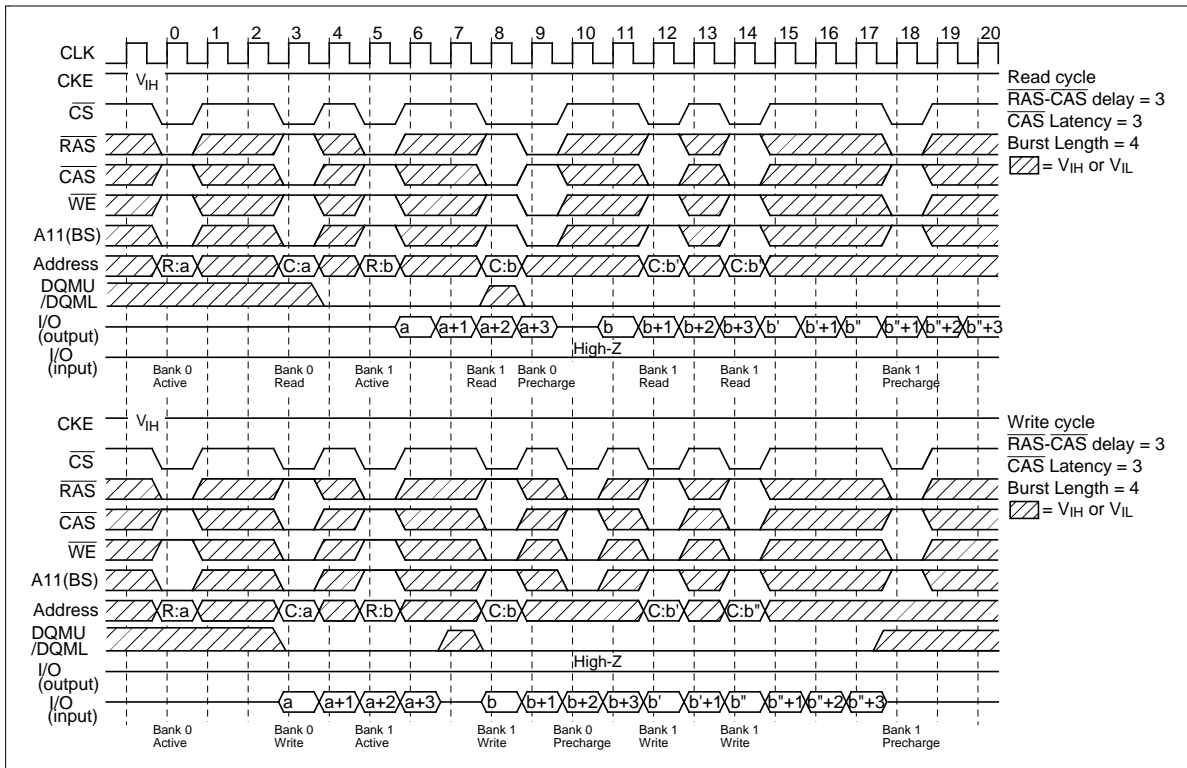 0 1 2 3 4 5 6 7 8 9 10 11 12 13 14 15 16 17 18 19 20
CLK
CKE VIH
CS
RAS
CAS
WE
A11(BS)
Address R:a C:a R:b C:b C:b' C:b"
DQMU
/DQML
I/O
(output) a a+1 a+2 a+3 b b+1 b+2 b+3 b' b'+1 b" b"+1 b"+2 b"+3
High-Z
I/O
(input)
Bank 0
Active
Bank 0
Read
Bank 1
Active
Bank 1
Read
Bank 0
Precharge
Bank 1
Read
Bank 1
Read
Bank 1
Precharge
Read cycle
RAS-CAS delay = 3
CAS Latency = 3
Burst Length = 4
= VIH or VIL
CKE VIH
CS
RAS
CAS
WE
A11(BS)
Address R:a C:a R:b C:b C:b' C:b"
DQMU
/DQML
High-Z
I/O
(output)
I/O
(input) a a+1 a+2 a+3 b b+1 b+2 b+3 b' b'+1 b" b"+1 b"+2 b"+3
Bank 0
Active
Bank 0
Write
Bank 1
Active
Bank 1
Write
Bank 0
Precharge
Bank 1
Write
Bank 1
Write
Bank 1
Precharge
Write cycle
RAS-CAS delay = 3
CAS Latency = 3
Burst Length = 4
= VIH or VIL